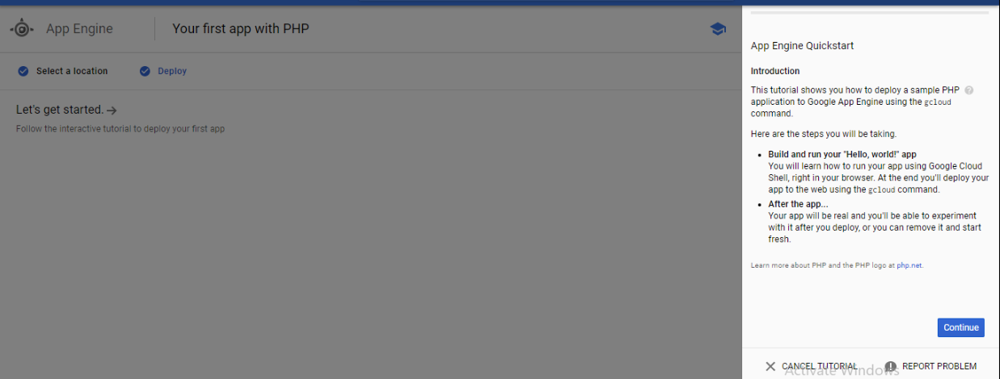 App Engine
Your first app with PHP
Select a location
Deploy
Let's get started.
Follow the interactive tutorial to deploy your first app
App Engine Quickstart
Introduction
This tutorial shows you how to deploy a sample PHP
application to Google App Engine using the gcloud
command.
Here are the steps you will be taking.
Build and run your "Hello, world!" app
You will learn how to run your app using Google Cloud
Shell, right in your browser. At the end you'll deploy your
app to the web using the gcloud command.
After the app...
Your app will be real and you'll be able to experiment
with it after you deploy, or you can remove it and start
fresh.
Learn more about PHP and the PHP logo at php.net.
Continue
CANCEL TUTORIAL
REPORT PROBLEM
Activate Windows